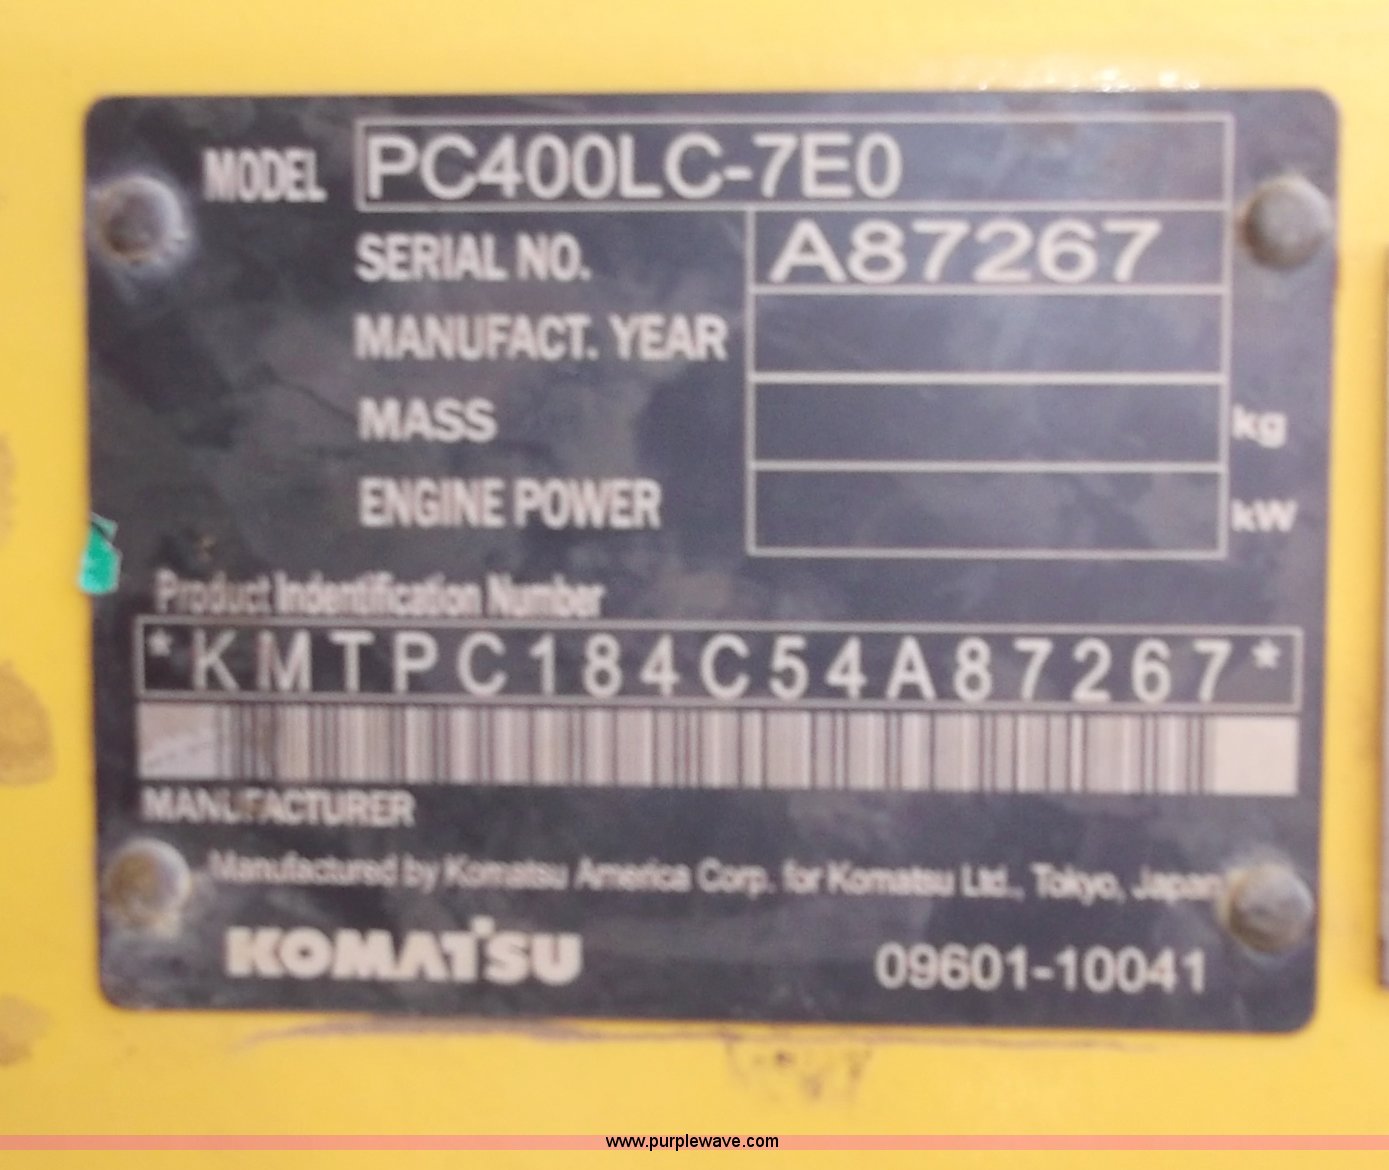 MODEL PC400LC-7E0
SERIAL NO. A87267
MANUFACT. YEAR
MASS kg
ENGINE POWER kW
Product Indentification Number
*KMTPC184C54A87267*
MANUFACTURER
Manufactured by Komatsu America Corp. for Komatsu Ltd., Tokyo, Japan
KOMATSU 09601-10041
www.purplewave.com